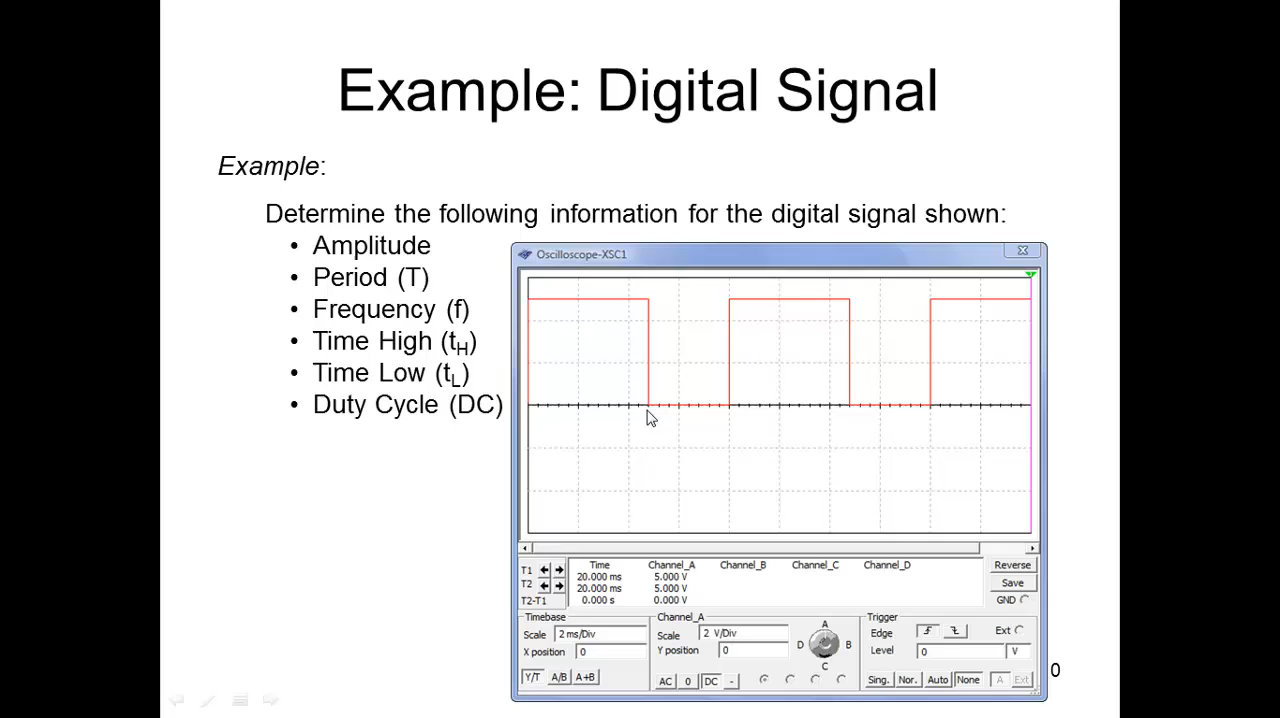 Example: Digital Signal
Example:
Determine the following information for the digital signal shown:
• Amplitude
• Period (T)
• Frequency (f)
• Time High (tH)
• Time Low (tL)
• Duty Cycle (DC)
Oscilloscope-XSC1
Time Channel_A Channel_B Channel_C Channel_D
T1 20.000 ms 5.000 V
T2 20.000 ms 5.000 V
T2-T1 0.000 s 0.000 V
Reverse
Save
GND
Timebase
Scale 2 ms/Div
X position 0
Y/T A/B A+B
Channel_A
Scale 2 V/Div
Y position 0
AC 0 DC -
A
D B
C
Trigger
Edge Ext
Level 0 V
Sing. Nor. Auto None A Ext
0